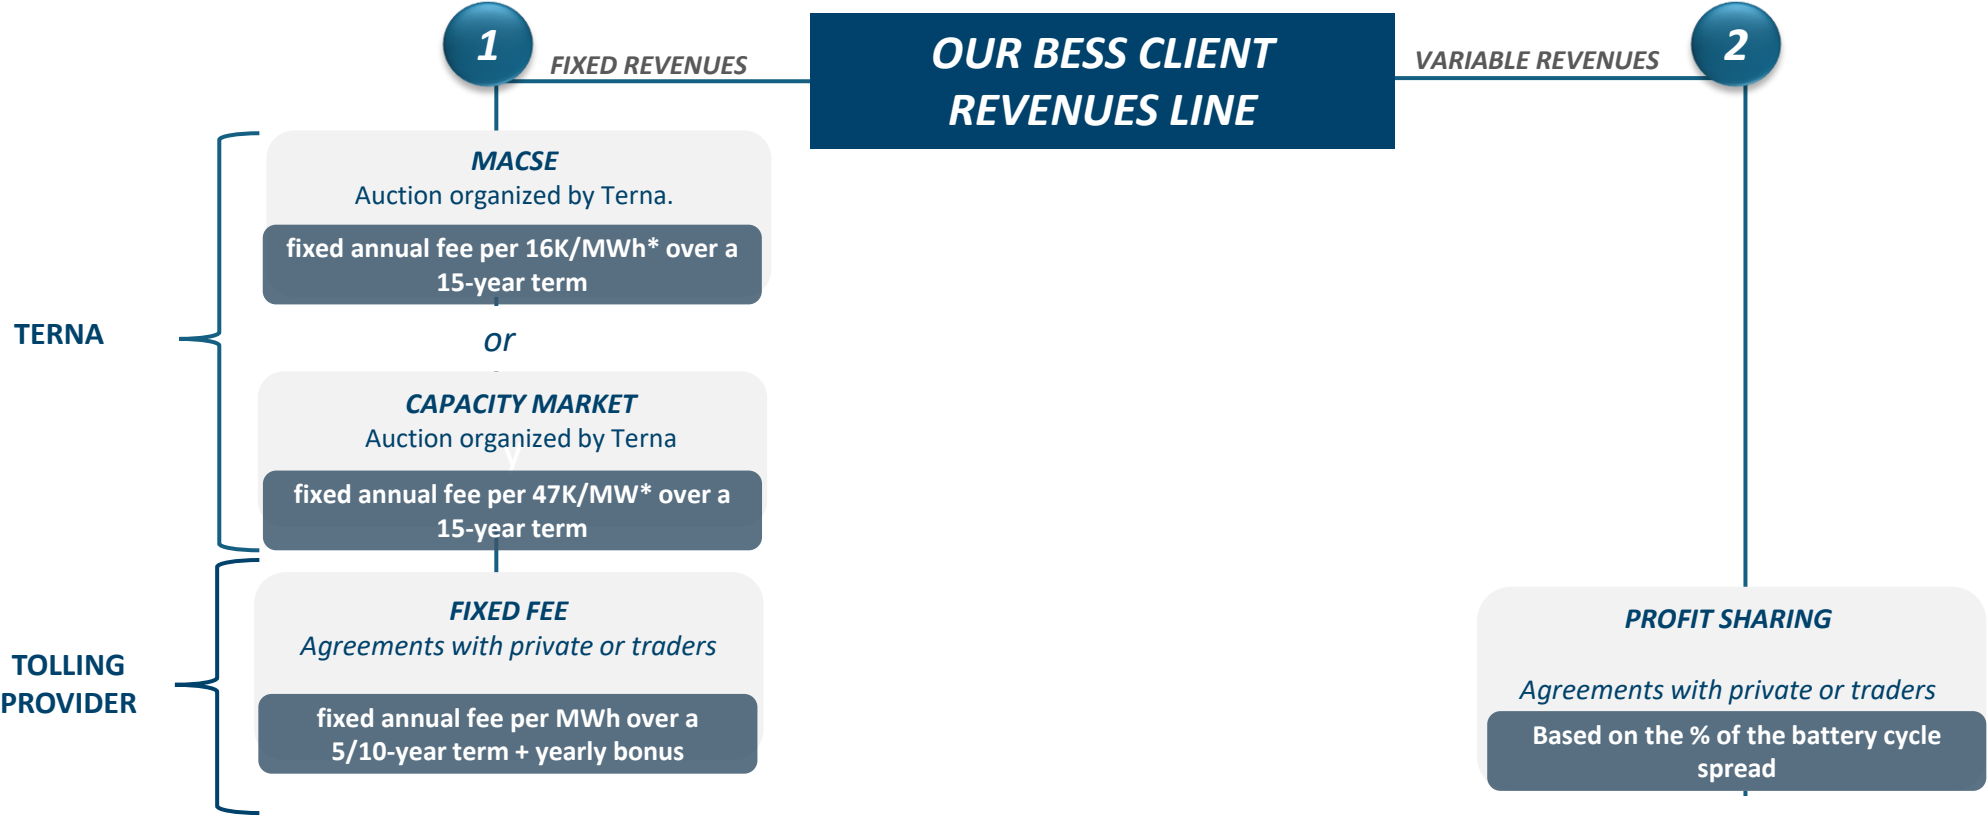 1
FIXED REVENUES
OUR BESS CLIENT
REVENUES LINE
VARIABLE REVENUES
2
TERNA
MACSE
Auction organized by Terna.
fixed annual fee per 16K/MWh* over a
15-year term
or
CAPACITY MARKET
Auction organized by Terna
y
fixed annual fee per 47K/MW* over a
15-year term
TOLLING
PROVIDER
FIXED FEE
Agreements with private or traders
fixed annual fee per MWh over a
5/10-year term + yearly bonus
PROFIT SHARING
Agreements with private or traders
Based on the % of the battery cycle
spread